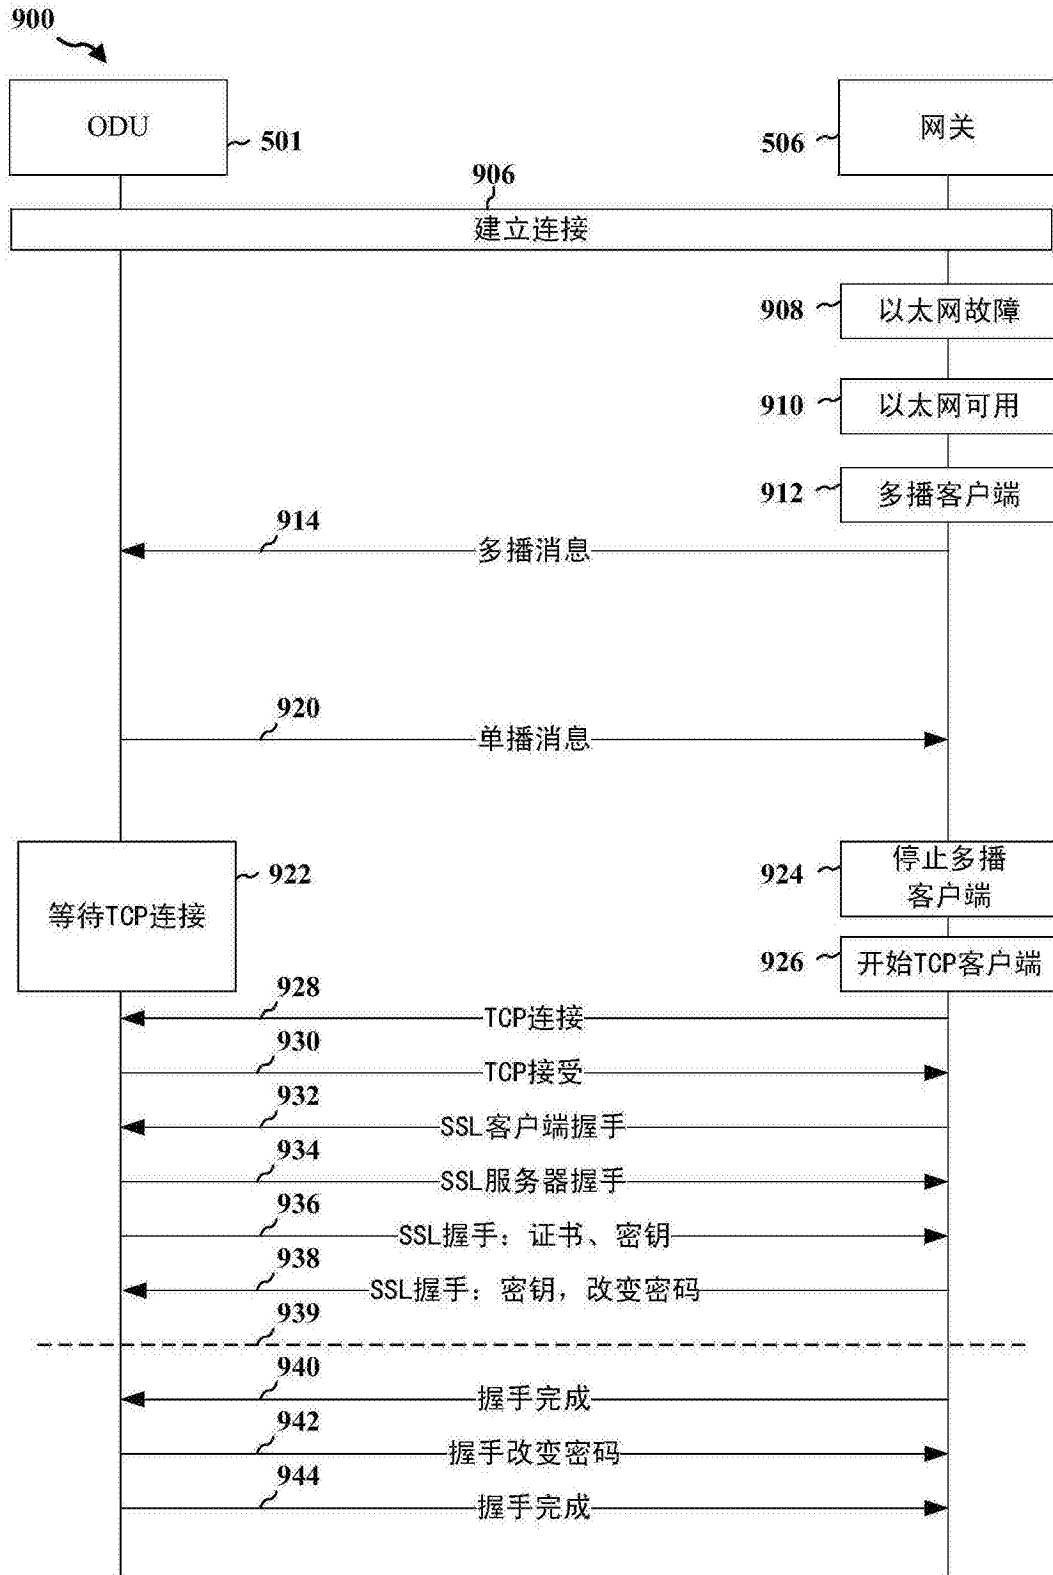 900
ODU
501
506
网关
906
建立连接
908
以太网故障
910
以太网可用
912
多播客户端
914
多播消息
920
单播消息
922
等待TCP连接
924
停止多播
客户端
926
开始TCP客户端
928
TCP连接
930
TCP接受
932
SSL客户端握手
934
SSL服务器握手
936
SSL握手：证书、密钥
938
SSL握手：密钥，改变密码
939
940
握手完成
942
握手改变密码
944
握手完成